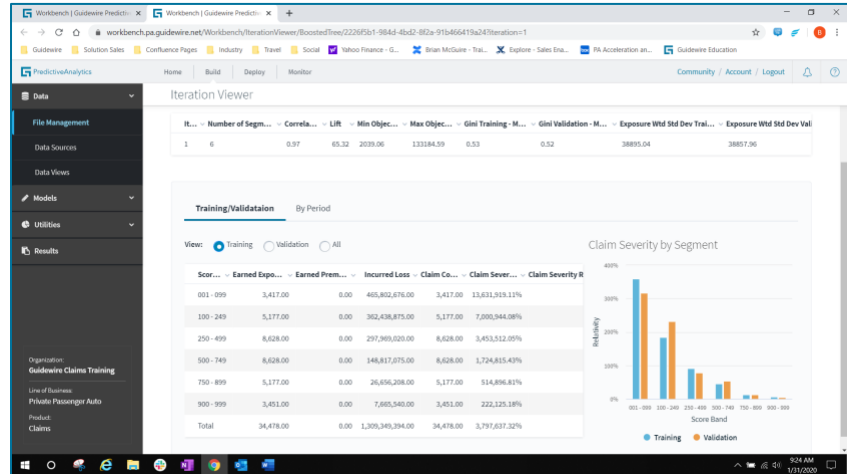 Workbench | Guidewire Predictiv
Workbench | Guidewire Predictiv
workbench.pa.guidewire.net/Workbench/IterationViewer/BoostedTree/2226f5b1-984d-4bd2-8f2a-91b466419a24?iteration=1
Guidewire Solution Sales Confluence Pages Industry Travel Social Yahoo Finance - G... Brian McGuire - Trai... Explore - Sales Ena... PA Acceleration an... Guidewire Education
PredictiveAnalytics Home Build Deploy Monitor Community / Account / Logout
Data
File Management
Data Sources
Data Views
Models
Utilities
Results
Organization:
Guidewire Claims Training
Line of Business:
Private Passenger Auto
Product:
Claims
Iteration Viewer
It... Number of Segm... Correla... Lift Min Objec... Max Objec... Gini Training - M... Gini Validation - M... Exposure Wtd Std Dev Trai... Exposure Wtd Std Dev Vali
1 6 0.97 65.32 2039.06 133184.59 0.53 0.52 38895.04 38857.96
Training/Validataion By Period
View: Training Validation All
Scor... Earned Expo... Earned Prem... Incurred Loss Claim Co... Claim Sever... Claim Severity R
001 - 099 3,417.00 0.00 465,802,676.00 3,417.00 13,631,919.11%
100 - 249 5,177.00 0.00 362,438,875.00 5,177.00 7,000,944.08%
250 - 499 8,628.00 0.00 297,969,020.00 8,628.00 3,453,512.05%
500 - 749 8,628.00 0.00 148,817,075.00 8,628.00 1,724,815.43%
750 - 899 5,177.00 0.00 26,656,208.00 5,177.00 514,896.81%
900 - 999 3,451.00 0.00 7,665,540.00 3,451.00 222,125.18%
Total 34,478.00 0.00 1,309,349,394.00 34,478.00 3,797,637.32%
Claim Severity by Segment
400%
300%
200%
100%
0%
Relativity
001 - 099 100 - 249 250 - 499 500 - 749 750 - 899 900 - 999
Score Band
Training Validation
9:24 AM
1/31/2020